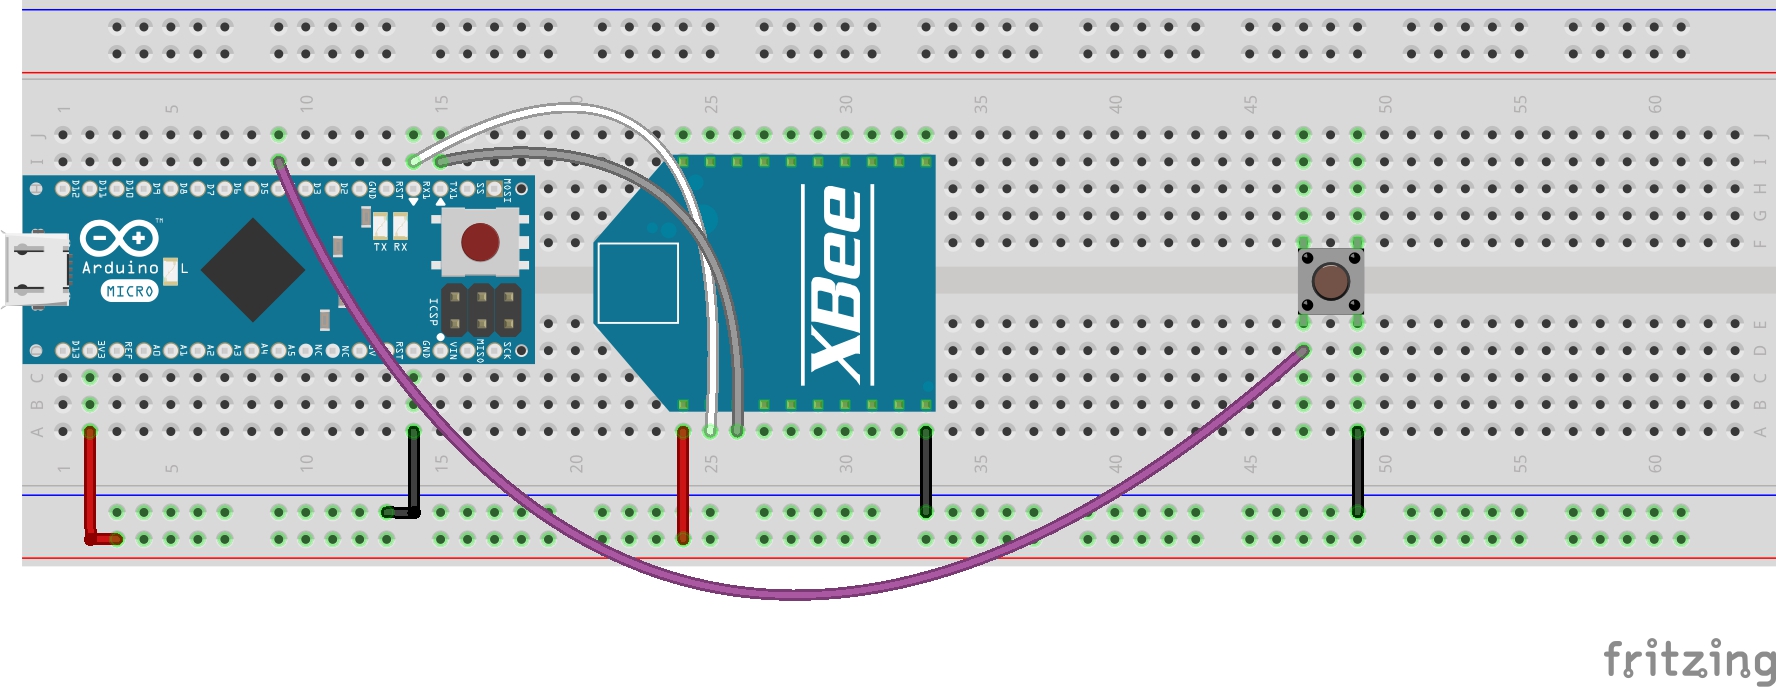 1 5 10 15 20 25 30 35 40 45 50 55 60
J J
I I
H H
G G
F F
D12 D11 D10 D9 D8 D7 D6 D5 D3 D2 GND RST RX1 TX1 SS MOSI
TX RX
Arduino™
MICRO
L
ICSP
XBee
E
D13 3V3 REF A0 A1 A2 A3 A4 A5 NC NC RST GND VIN MISO SCK
D
C C
B B
A A
1 5 10 15 20 25 30 35 40 45 50 55 60
fritzing